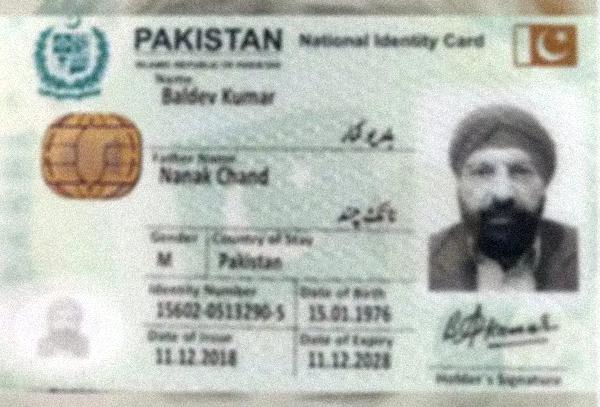 PAKISTAN National Identity Card
ISLAMIC REPUBLIC OF PAKISTAN
Name
Baldev Kumar
بلدیو کمار
Father Name
Nanak Chand
نانک چند
Gender Country of Stay
M Pakistan
Identity Number Date of Birth
15602-0513290-5 15.01.1976
Date of Issue Date of Expiry
11.12.2018 11.12.2028
Holder's Signature